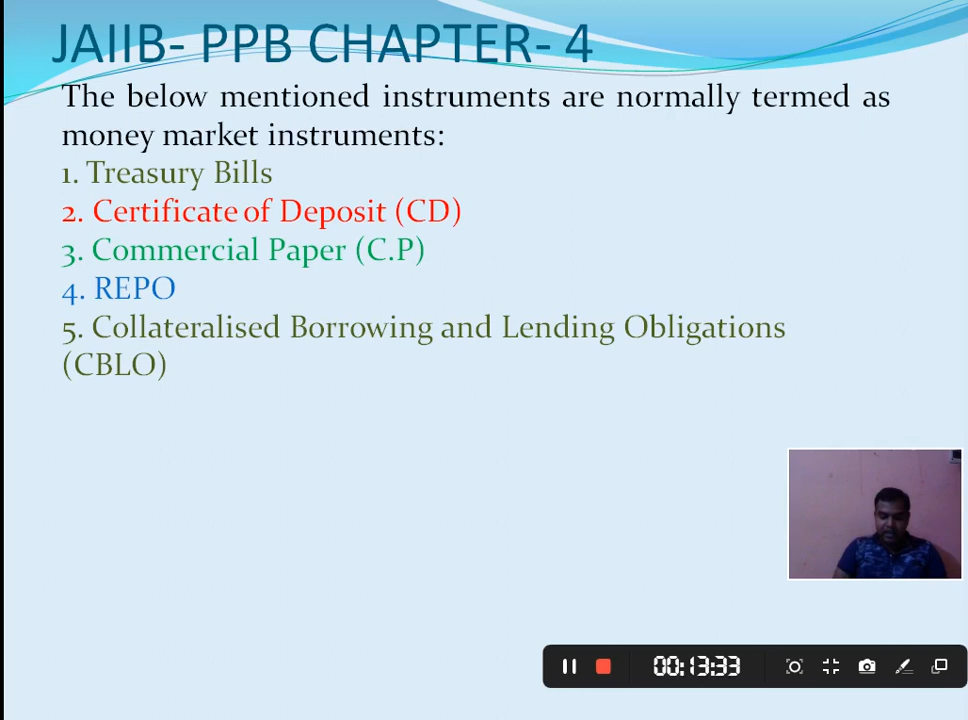 JAIIB- PPB CHAPTER- 4
The below mentioned instruments are normally termed as
money market instruments:
1. Treasury Bills
2. Certificate of Deposit (CD)
3. Commercial Paper (C.P)
4. REPO
5. Collateralised Borrowing and Lending Obligations
(CBLO)
00:13:33